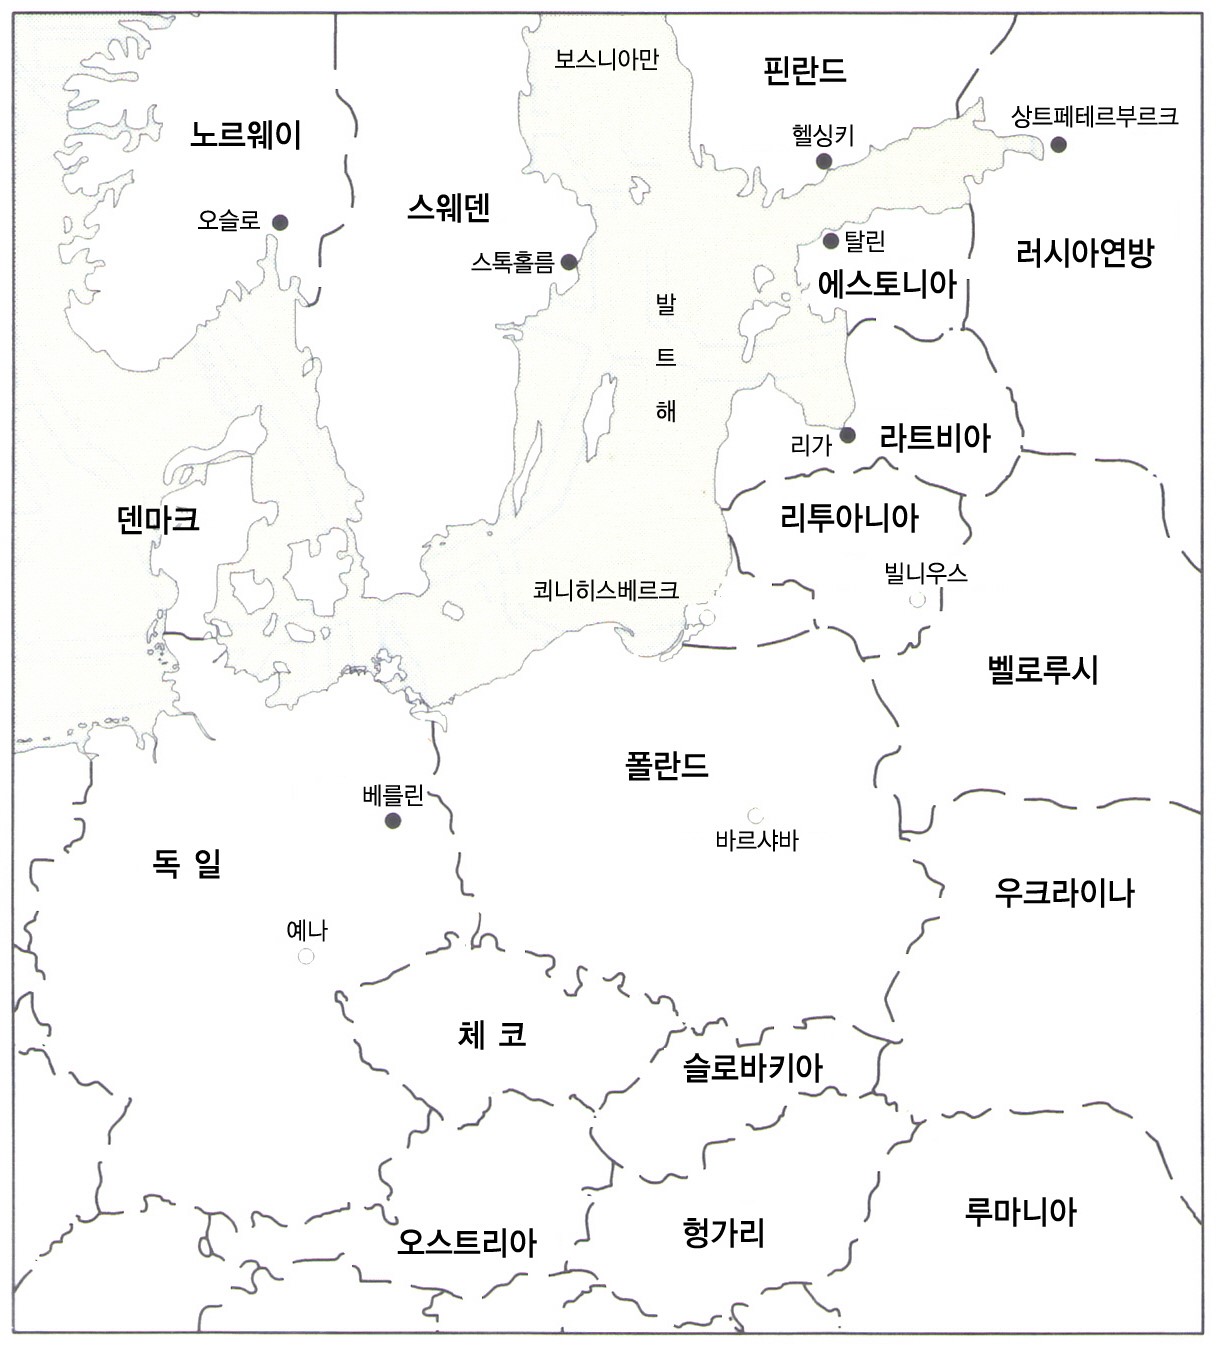 보스니아만
핀란드
상트페테르부르크
노르웨이
헬싱키
스웨덴
오슬로
탈린
러시아연방
스톡홀름
에스토니아
발
트
해
리가
라트비아
덴마크
리투아니아
빌니우스
쾨니히스베르크
벨로루시
폴란드
베를린
바르샤바
독 일
우크라이나
예나
체 코
슬로바키아
루마니아
헝가리
오스트리아